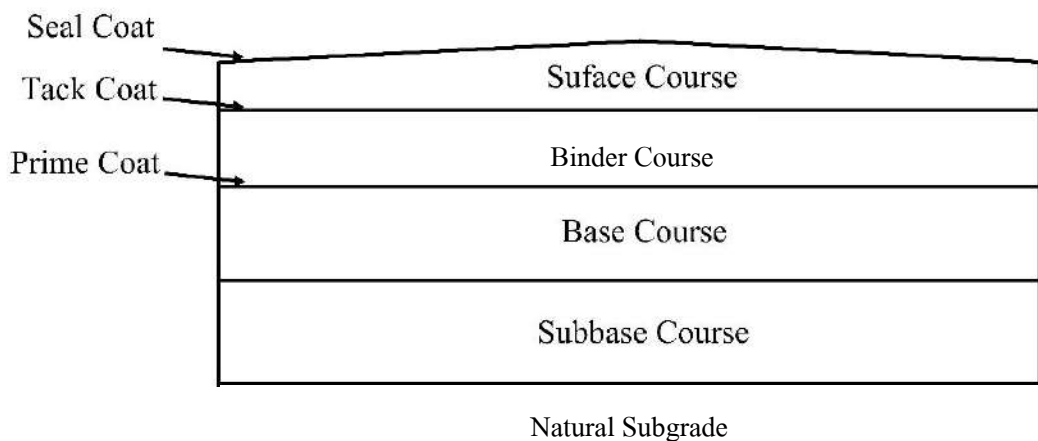 Seal Coat
Suface Course
Tack Coat
Binder Course
Prime Coat
Base Course
Subbase Course
Natural Subgrade